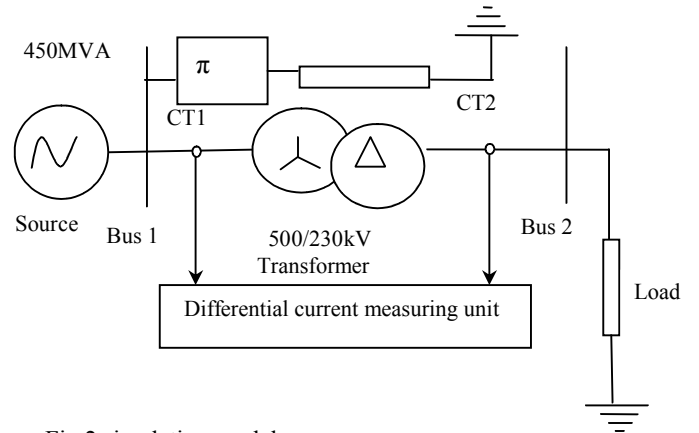 450MVA
π
CT1
CT2
Source
Bus 1
500/230kV
Transformer
Bus 2
Differential current measuring unit
Load